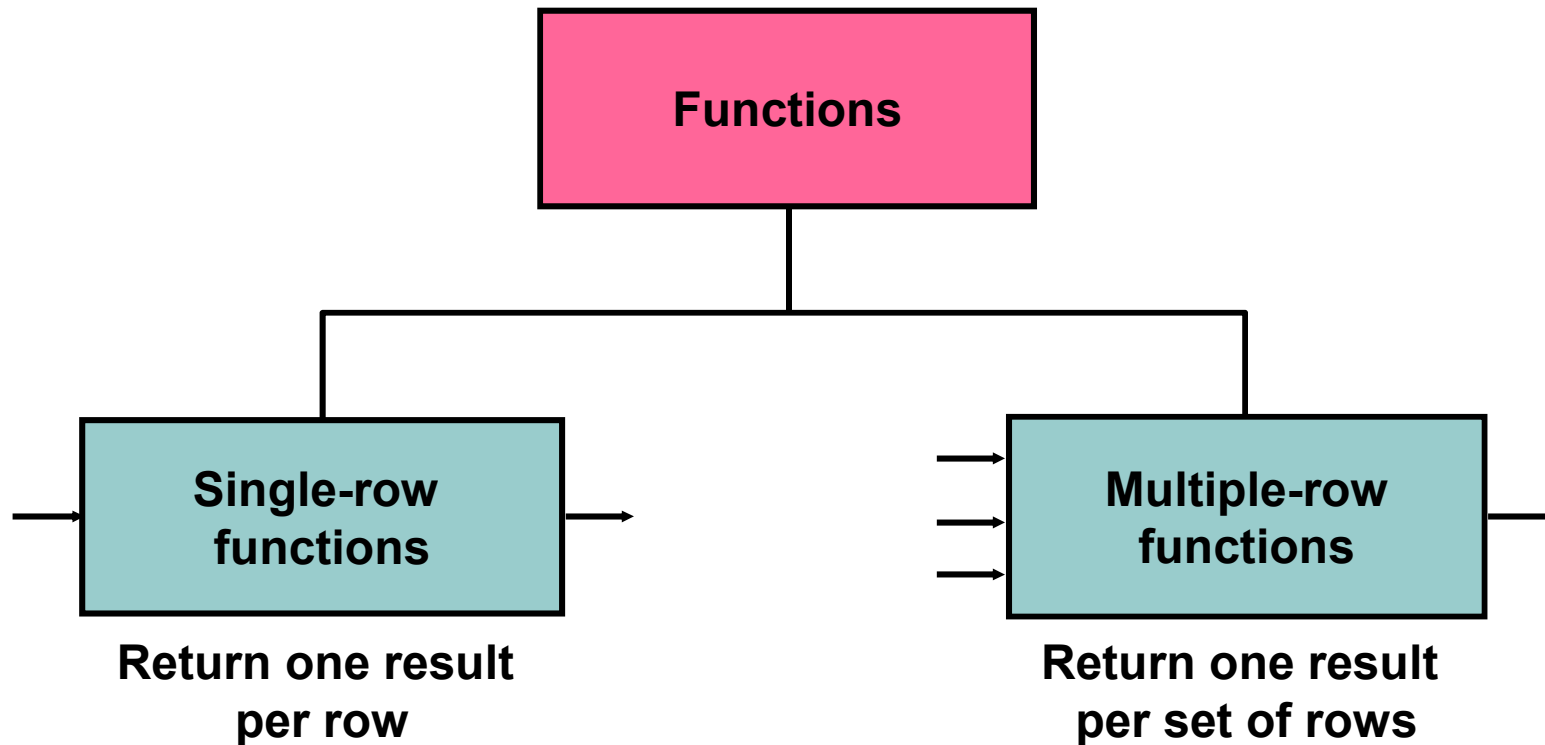 Functions
Single-row
functions
Multiple-row
functions
Return one result
per row
Return one result
per set of rows